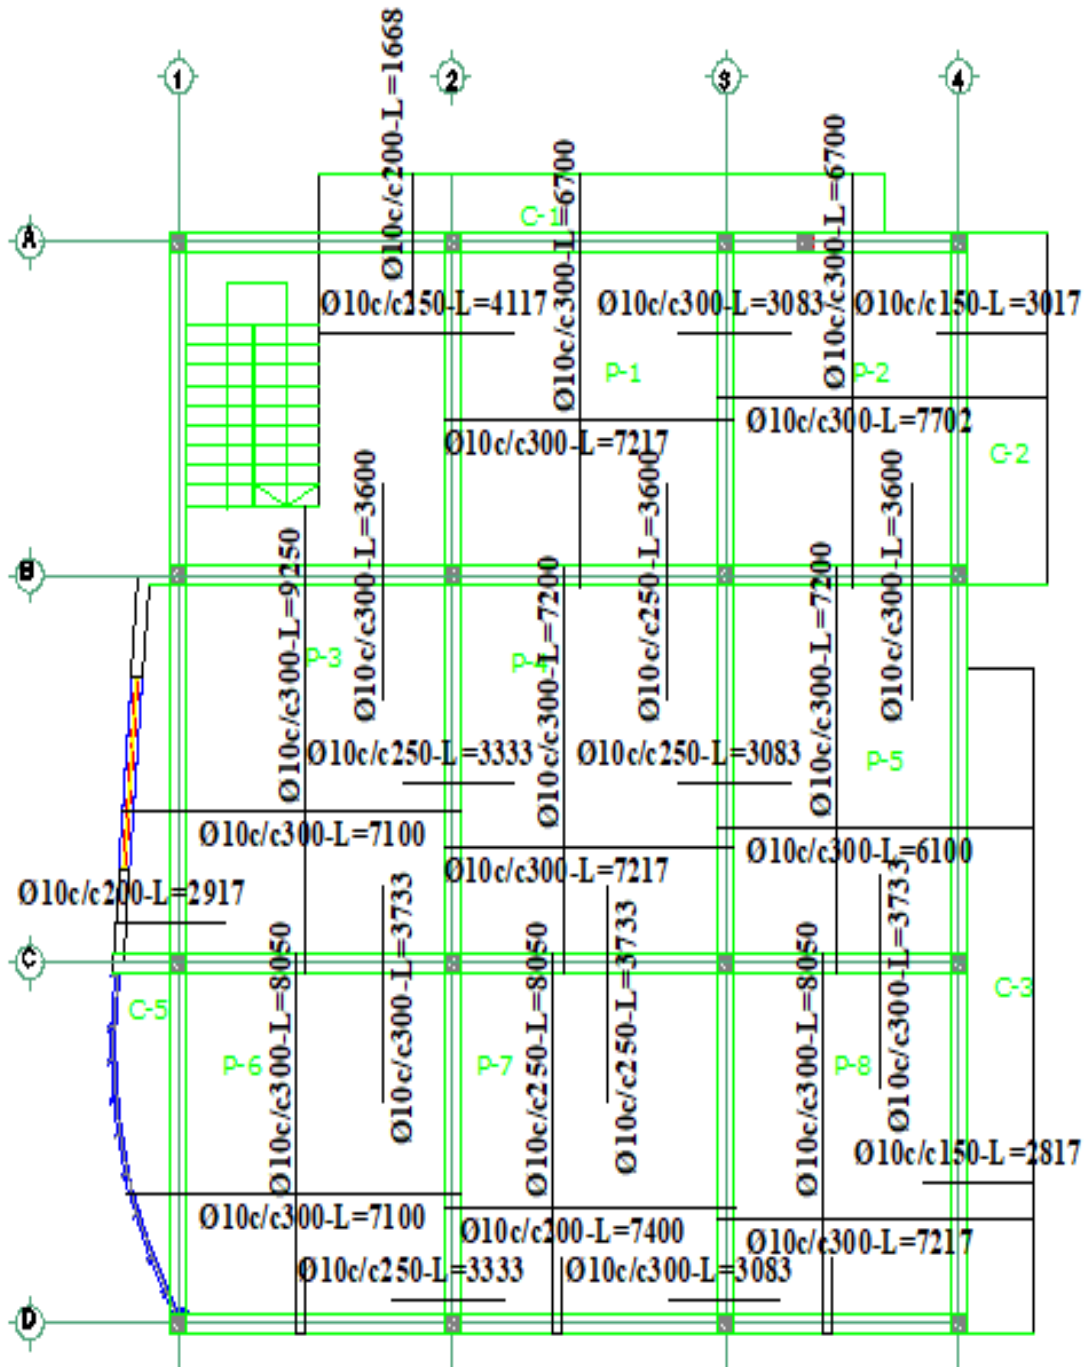 1
2
3
4
Ø10c/c200-L=1668
Ø10c/c300-L=6700
Ø10c/c300-L=6700
C-1
A
Ø10c/c250-L=4117
Ø10c/c300-L=3083
Ø10c/c150-L=3017
P-1
P-2
Ø10c/c300-L=7217
Ø10c/c300-L=7702
C-2
Ø10c/c300-L=3600
Ø10c/c250-L=3600
Ø10c/c300-L=3600
B
Ø10c/c300-L=9250
Ø10c/c300-L=7200
Ø10c/c300-L=7200
P-3
P-4
P-5
Ø10c/c250-L=3333
Ø10c/c250-L=3083
Ø10c/c300-L=7100
Ø10c/c300-L=7217
Ø10c/c300-L=6100
Ø10c/c200-L=2917
Ø10c/c300-L=3733
Ø10c/c250-L=3733
Ø10c/c300-L=3733
C
C-5
C-3
Ø10c/c300-L=8050
Ø10c/c250-L=8050
Ø10c/c300-L=8050
P-6
P-7
P-8
Ø10c/c150-L=2817
Ø10c/c300-L=7100
Ø10c/c200-L=7400
Ø10c/c300-L=7217
Ø10c/c250-L=3333
Ø10c/c300-L=3083
D